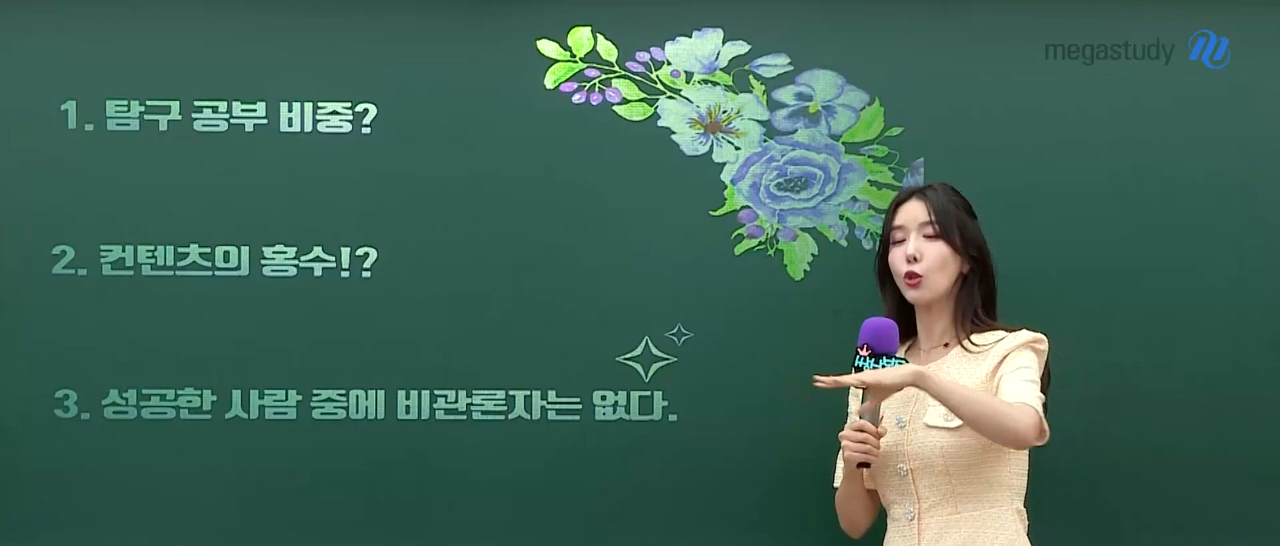 megastudy
1. 탐구 공부 비중?
2. 컨텐츠의 홍수!?
3. 성공한 사람 중에 비관론자는 없다.